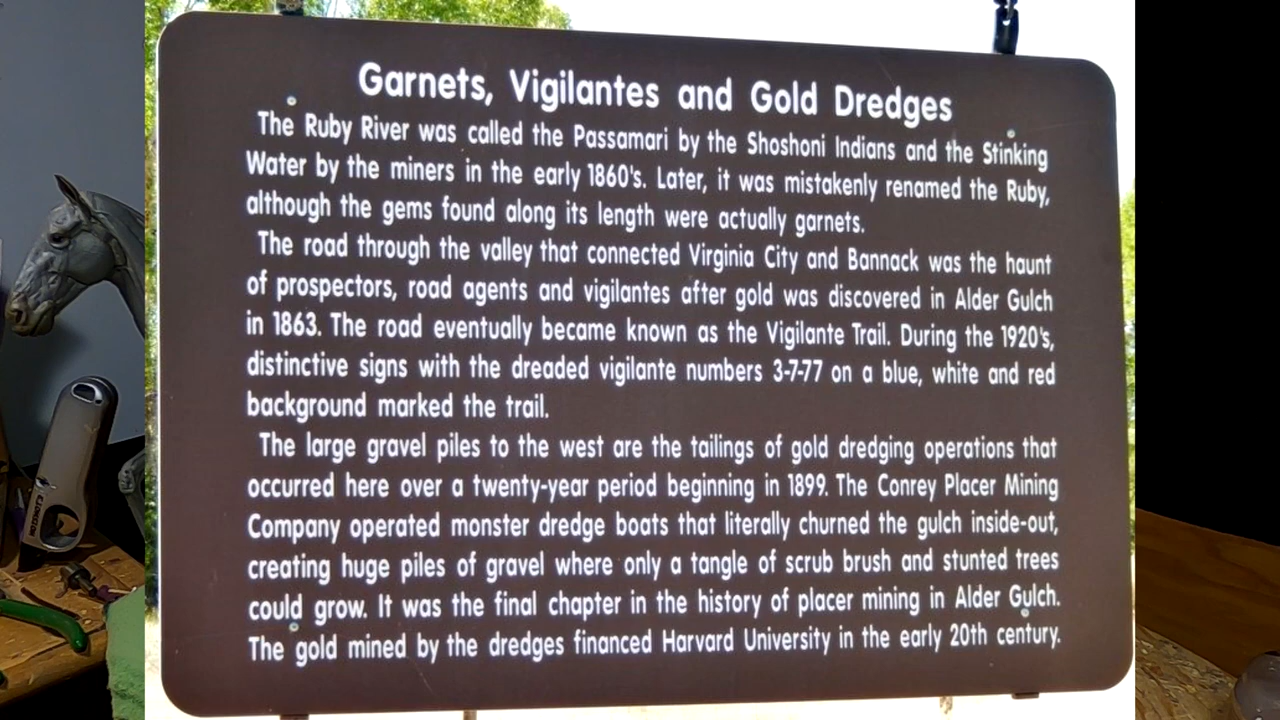 Garnets, Vigilantes and Gold Dredges
The Ruby River was called the Passamari by the Shoshoni Indians and the Stinking
Water by the miners in the early 1860's. Later, it was mistakenly renamed the Ruby,
although the gems found along its length were actually garnets.
The road through the valley that connected Virginia City and Bannack was the haunt
of prospectors, road agents and vigilantes after gold was discovered in Alder Gulch
in 1863. The road eventually became known as the Vigilante Trail. During the 1920's,
distinctive signs with the dreaded vigilante numbers 3-7-77 on a blue, white and red
background marked the trail.
The large gravel piles to the west are the tailings of gold dredging operations that
occurred here over a twenty-year period beginning in 1899. The Conrey Placer Mining
Company operated monster dredge boats that literally churned the gulch inside-out,
creating huge piles of gravel where only a tangle of scrub brush and stunted trees
could grow. It was the final chapter in the history of placer mining in Alder Gulch.
The gold mined by the dredges financed Harvard University in the early 20th century.